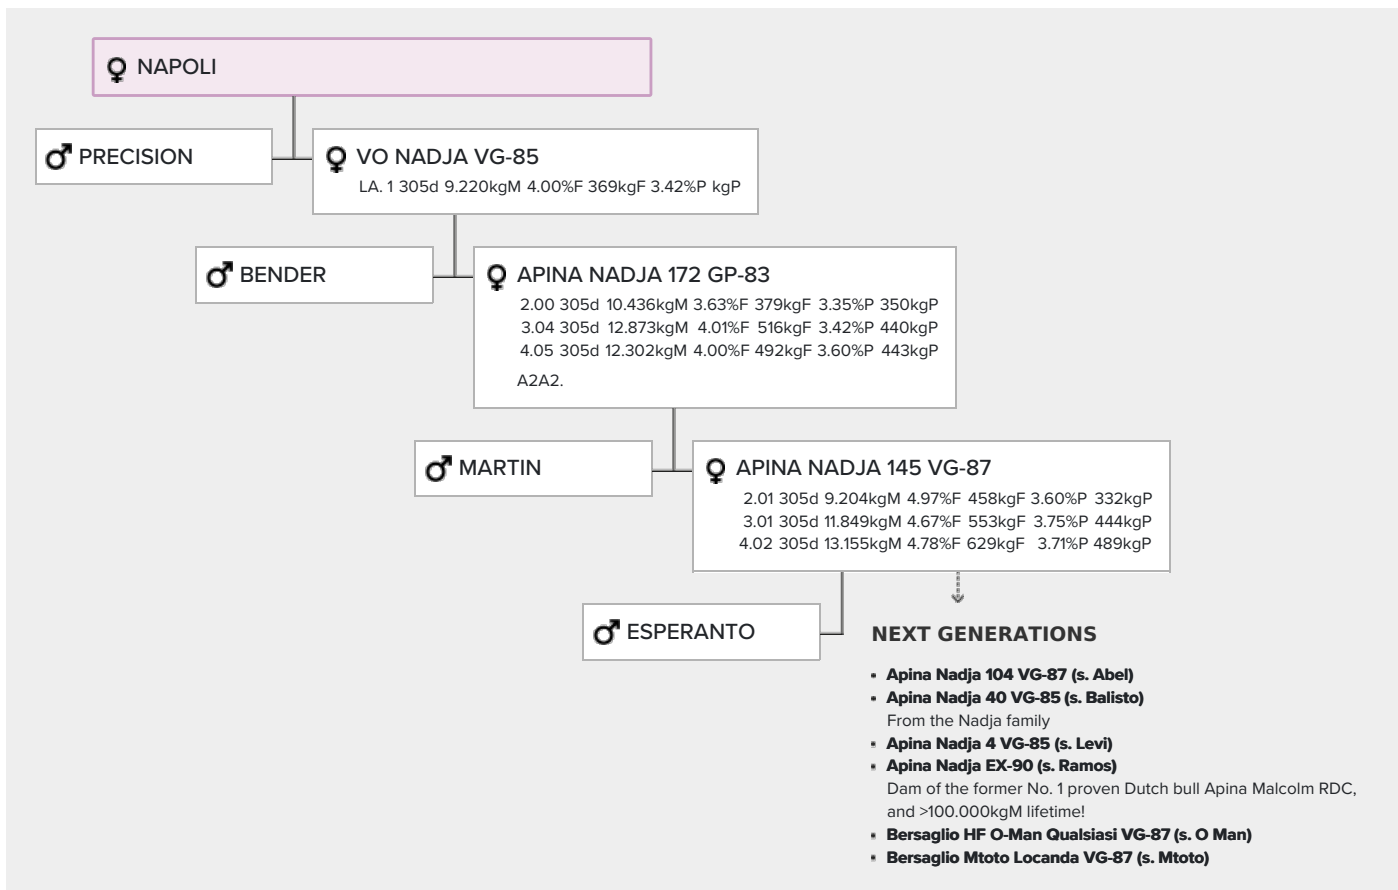 NAPOLI
PRECISION
VO NADJA VG-85
LA. 1 305d 9.220kgM 4.00%F 369kgF 3.42%P kgP
BENDER
APINA NADJA 172 GP-83
2.00 305d 10.436kgM 3.63%F 379kgF 3.35%P 350kgP
3.04 305d 12.873kgM 4.01%F 516kgF 3.42%P 440kgP
4.05 305d 12.302kgM 4.00%F 492kgF 3.60%P 443kgP
A2A2.
MARTIN
APINA NADJA 145 VG-87
2.01 305d 9.204kgM 4.97%F 458kgF 3.60%P 332kgP
3.01 305d 11.849kgM 4.67%F 553kgF 3.75%P 444kgP
4.02 305d 13.155kgM 4.78%F 629kgF 3.71%P 489kgP
ESPERANTO
NEXT GENERATIONS
• Apina Nadja 104 VG-87 (s. Abel)
• Apina Nadja 40 VG-85 (s. Balisto)
From the Nadja family
• Apina Nadja 4 VG-85 (s. Levi)
• Apina Nadja EX-90 (s. Ramos)
Dam of the former No. 1 proven Dutch bull Apina Malcolm RDC,
and >100.000kgM lifetime!
• Bersaglio HF O-Man Qualsiasi VG-87 (s. O Man)
• Bersaglio Mtoto Locanda VG-87 (s. Mtoto)